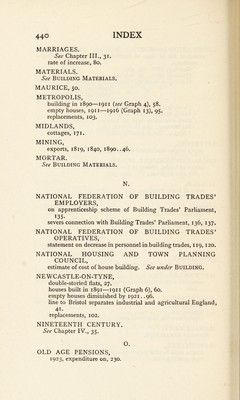 440
INDEX
MARRIAGES.
See Chapter III., 31.
rate of increase, 80.
MATERIALS.
See BUILDING MATERIALS.
MAURICE, 50.
METROPOLIS,
building in 1890—1911 (see Graph 4), 58.
empty houses, 1911—1926 (Graph 13), 95.
replacements, 103.
MIDLANDS,
cottages, 171.
MINING,
exports, 1819, 1840, 1890..46.
MORTAR.
See BUILDING MATERIALS.
N.
NATIONAL FEDERATION OF BUILDING TRADES'
EMPLOYERS,
on apprenticeship scheme of Building Trades' Parliament,
135.
severs connection with Building Trades' Parliament, 136, 137.
NATIONAL FEDERATION OF BUILDING TRADES'
OPERATIVES,
statement on decrease in personnel in building trades, 119, 120.
NATIONAL HOUSING AND TOWN PLANNING
COUNCIL,
estimate of cost of house building. See under BUILDING.
NEWCASTLE-ON-TYNE,
double-storied flats, 27.
houses built in 1891—1911 (Graph 6), 60.
empty houses diminished by 1921..96.
line to Bristol separates industrial and agricultural England,
41.
replacements, 102.
NINETEENTH CENTURY.
See Chapter IV., 35.
O.
OLD AGE PENSIONS,
1923, expenditure on, 230.